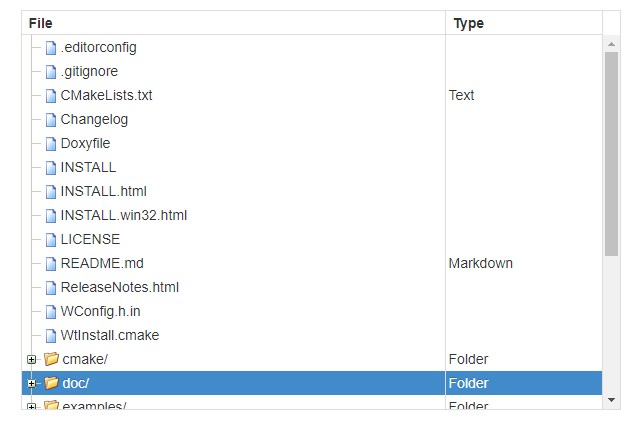 File Type
.editorconfig
.gitignore
CMakeLists.txt Text
Changelog
Doxyfile
INSTALL
INSTALL.html
INSTALL.win32.html
LICENSE
README.md Markdown
ReleaseNotes.html
WConfig.h.in
WtInstall.cmake
cmake/ Folder
doc/ Folder
examples/ Folder